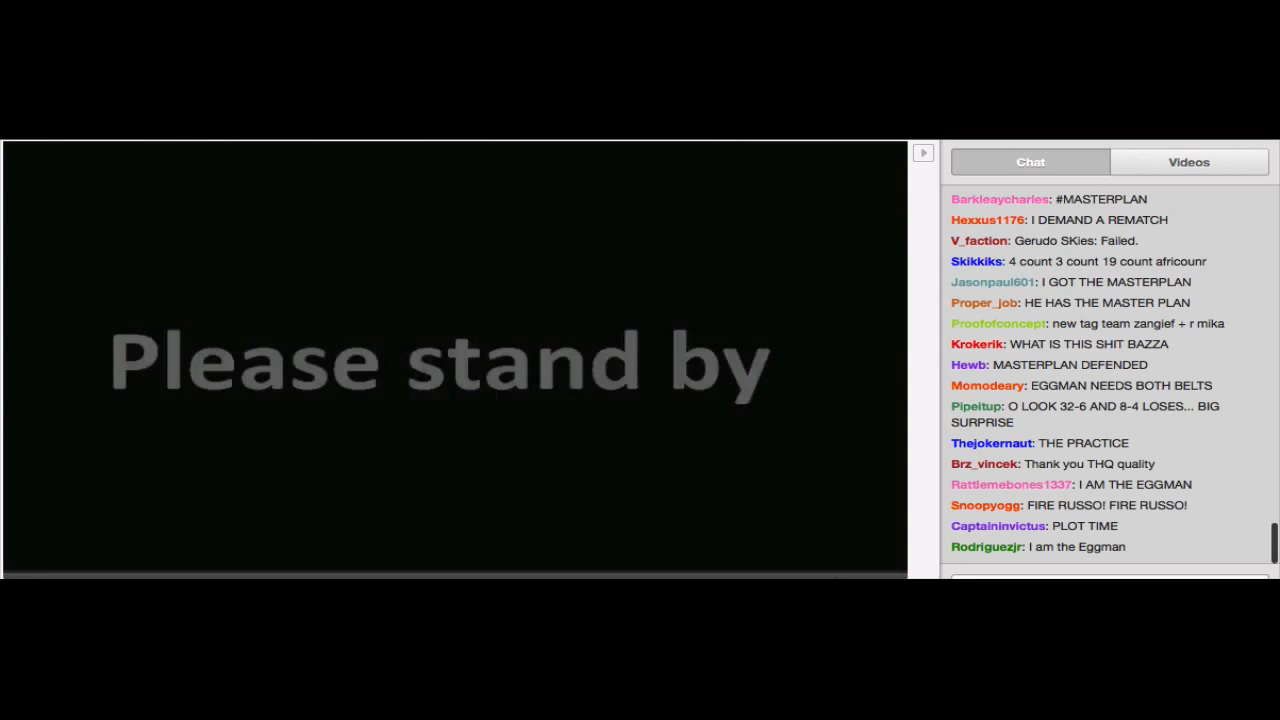 Please stand by
Chat
Videos
Barkleaycharles: #MASTERPLAN
Hexxus1176: I DEMAND A REMATCH
V_faction: Gerudo SKies: Failed.
Skikkiks: 4 count 3 count 19 count africounr
Jasonpaul601: I GOT THE MASTERPLAN
Proper_job: HE HAS THE MASTER PLAN
Proofofconcept: new tag team zangief + r mika
Krokerik: WHAT IS THIS SHIT BAZZA
Hewb: MASTERPLAN DEFENDED
Momodeary: EGGMAN NEEDS BOTH BELTS
Pipeitup: O LOOK 32-6 AND 8-4 LOSES... BIG
SURPRISE
Thejokernaut: THE PRACTICE
Brz_vincek: Thank you THQ quality
Rattlemebones1337: I AM THE EGGMAN
Snoopyogg: FIRE RUSSO! FIRE RUSSO!
Captaininvictus: PLOT TIME
Rodriguezjr: I am the Eggman